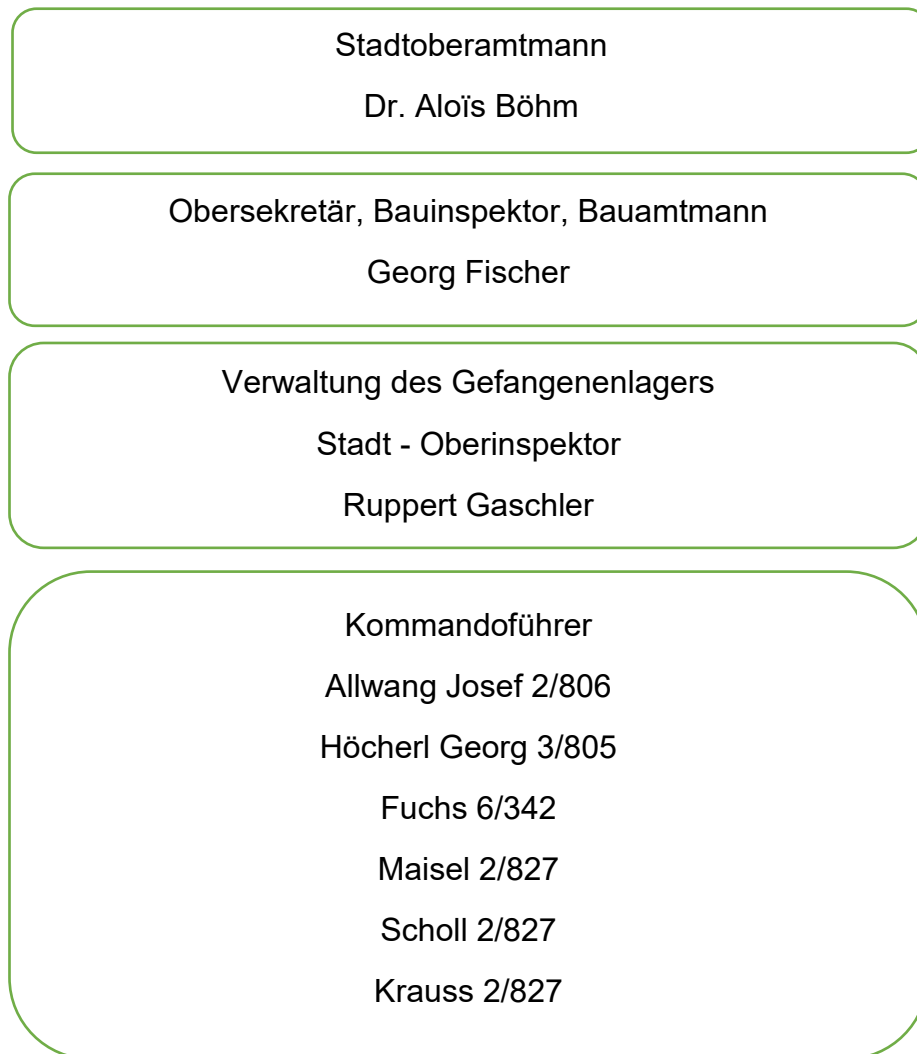 Stadtoberamtmann
Dr. Aloïs Böhm
Obersekretär, Bauinspektor, Bauamtmann
Georg Fischer
Verwaltung des Gefangenenlagers
Stadt - Oberinspektor
Ruppert Gaschler
Kommandoführer
Allwang Josef 2/806
Höcherl Georg 3/805
Fuchs 6/342
Maisel 2/827
Scholl 2/827
Krauss 2/827